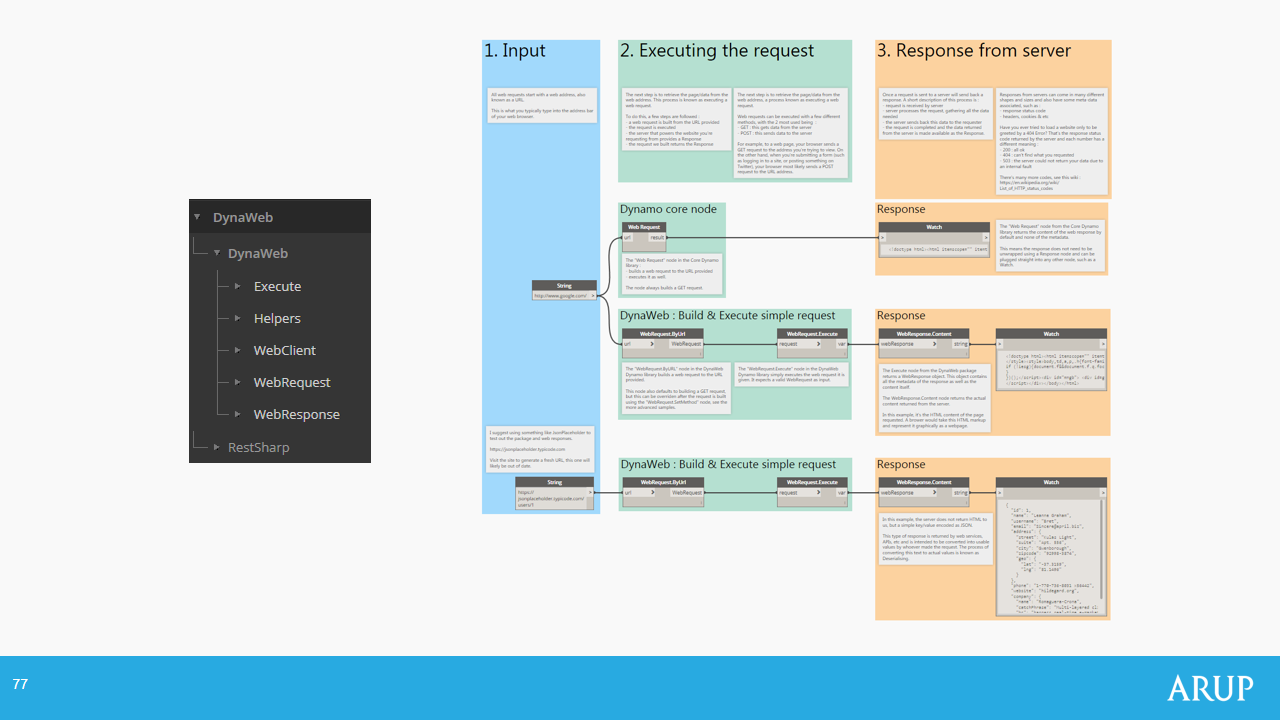 DynaWeb
DynaWeb
Execute
Helpers
WebClient
WebRequest
WebResponse
RestSharp
1. Input
All web requests start with a web address, also
known as a URL.
This is what you typically type into the address bar
of your web browser.
2. Executing the request
The next step is to retrieve the page/data from the
web address. This process is known as executing a
web request.
To do this, a few steps are followed :
- a web request is built from the URL provided
- the request is executed
- the server that powers the website you're
requesting from provides a Response
- the request we built returns the Response
The next step is to retrieve the page/data from the
web address, a process known as executing a web
request.
Web requests can be executed with a few different
methods, with the 2 most used being :
- GET : this gets data from the server
- POST : this sends data to the server
For example, to a web page, your browser sends a
GET request to the address you're trying to view. On
the other hand, when you're submitting a form (such
as logging in to a site, or posting something on
Twitter), your browser most likely sends a POST
request to the URL address.
3. Response from server
Once a request is sent to a server will send back a
response. A short description of this process is :
- request is received by server
- server processes the request, gathering all the data
needed
- the server sends back this data to the requester
- the request is completed and the data returned
from the server is made available as the Response
Responses from servers can come in many different
shapes and sizes and also have some meta data
associated, such as :
- response status code
- headers, cookies & etc
Have you ever tried to load a website only to be
greeted by a 404 Error? That's the response status
code returned by the server and each number has a
different meaning :
- 200 : all ok
- 404 : can't find what you requested
- 503 : the server could not return your data due to
an internal fault
There's many more codes, see this wiki :
https://en.wikipedia.org/wiki/
List_of_HTTP_status_codes
Dynamo core node
Web Request
url result
The "Web Request" node in the Core Dynamo
library :
- builds a web request to the URL provided
- executes it as well.
The node always builds a GET request.
Response
Watch
<!doctype html><html itemscope="" item
The "Web Request" node from the Core Dynamo
library returns the content of the web response by
default and none of the metadata.
This means the response does not need to be
unwrapped using a Response node and can be
plugged straight into any other node, such as a
Watch.
String
http://www.google.com/ >
DynaWeb : Build & Execute simple request
WebRequest.ByUrl
url > WebRequest
WebRequest.Execute
request > var
The "WebRequest.ByURL" node in the DynaWeb
Dynamo library builds a web request to the URL
provided.
This node also defaults to building a GET request,
but this can be overriden after the request is built
using the "WebRequest.SetMethod" node, see the
more advanced samples.
The "WebRequest.Execute" node in the DynaWeb
Dynamo library simply executes the web request it is
given. It expects a valid WebRequest as input.
Response
WebResponse.Content
webResponse > string
Watch
The Execute node from the DynaWeb package
returns a WebResponse object. This object contains
all the metadata of the response as well as the
content itself.
The WebResponse.Content node returns the actual
content returned from the server.
In this example, it's the HTML content of the page
requested. A brower would take this HTML markup
and represent it graphically as a webpage.
I suggest using something like JsonPlaceholder to
test out the package and web responses.
https://jsonplaceholder.typicode.com
Visit the site to generate a fresh URL, this one will
likely be out of date.
String
https://
jsonplaceholder.typicode.com/
users/1
DynaWeb : Build & Execute simple request
WebRequest.ByUrl
url > WebRequest
WebRequest.Execute
request > var
Response
WebResponse.Content
webResponse > string
Watch
In this example, the server does not return HTML to
us, but a simple key/value encoded as JSON.
This type of response is returned by web services,
APIs, etc and is intended to be converted into usable
values by whoever made the request. The process of
converting this text to actual values is known as
Deserialising.
{
"id": 1,
"name": "Leanne Graham",
"username": "Bret",
"email": "Sincere@april.biz",
"address": {
"street": "Kulas Light",
"suite": "Apt. 556",
"city": "Gwenborough",
"zipcode": "92998-3874",
"geo": {
"lat": "-37.3159",
"lng": "81.1496"
}
},
"phone": "1-770-736-8031 x56442",
"website": "hildegard.org",
"company": {
"name": "Romaguera-Crona",
"catchPhrase": "Multi-layered cl
77
ARUP